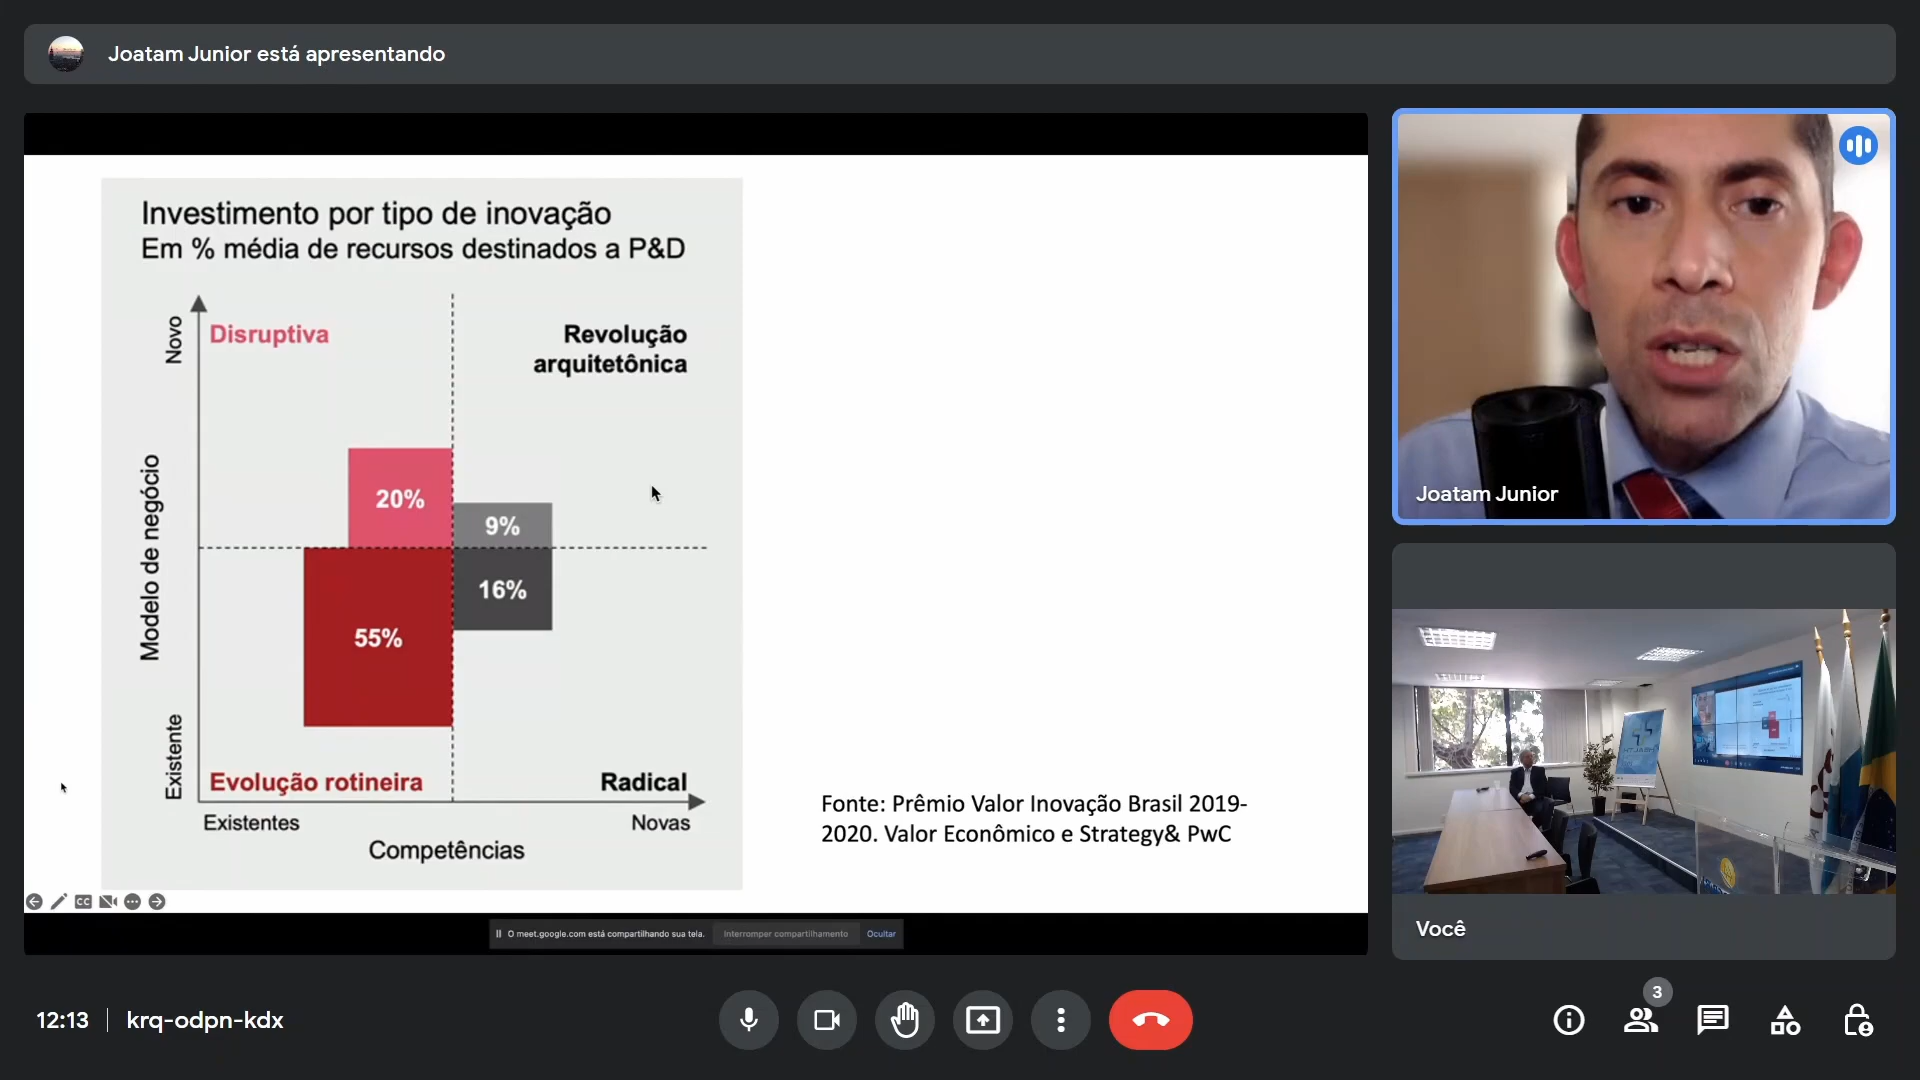 Joatam Junior está apresentando
Investimento por tipo de inovação
Em % média de recursos destinados a P&D
Novo
Disruptiva
Revolução
arquitetônica
Modelo de negócio
20%
9%
16%
55%
Existente
Evolução rotineira
Radical
Existentes
Novas
Competências
Fonte: Prêmio Valor Inovação Brasil 2019-
2020. Valor Econômico e Strategy& PwC
CC
O meet.google.com está compartilhando sua tela.
Interromper compartilhamento
Ocultar
Joatam Junior
Você
12:13
krq-odpn-kdx
3